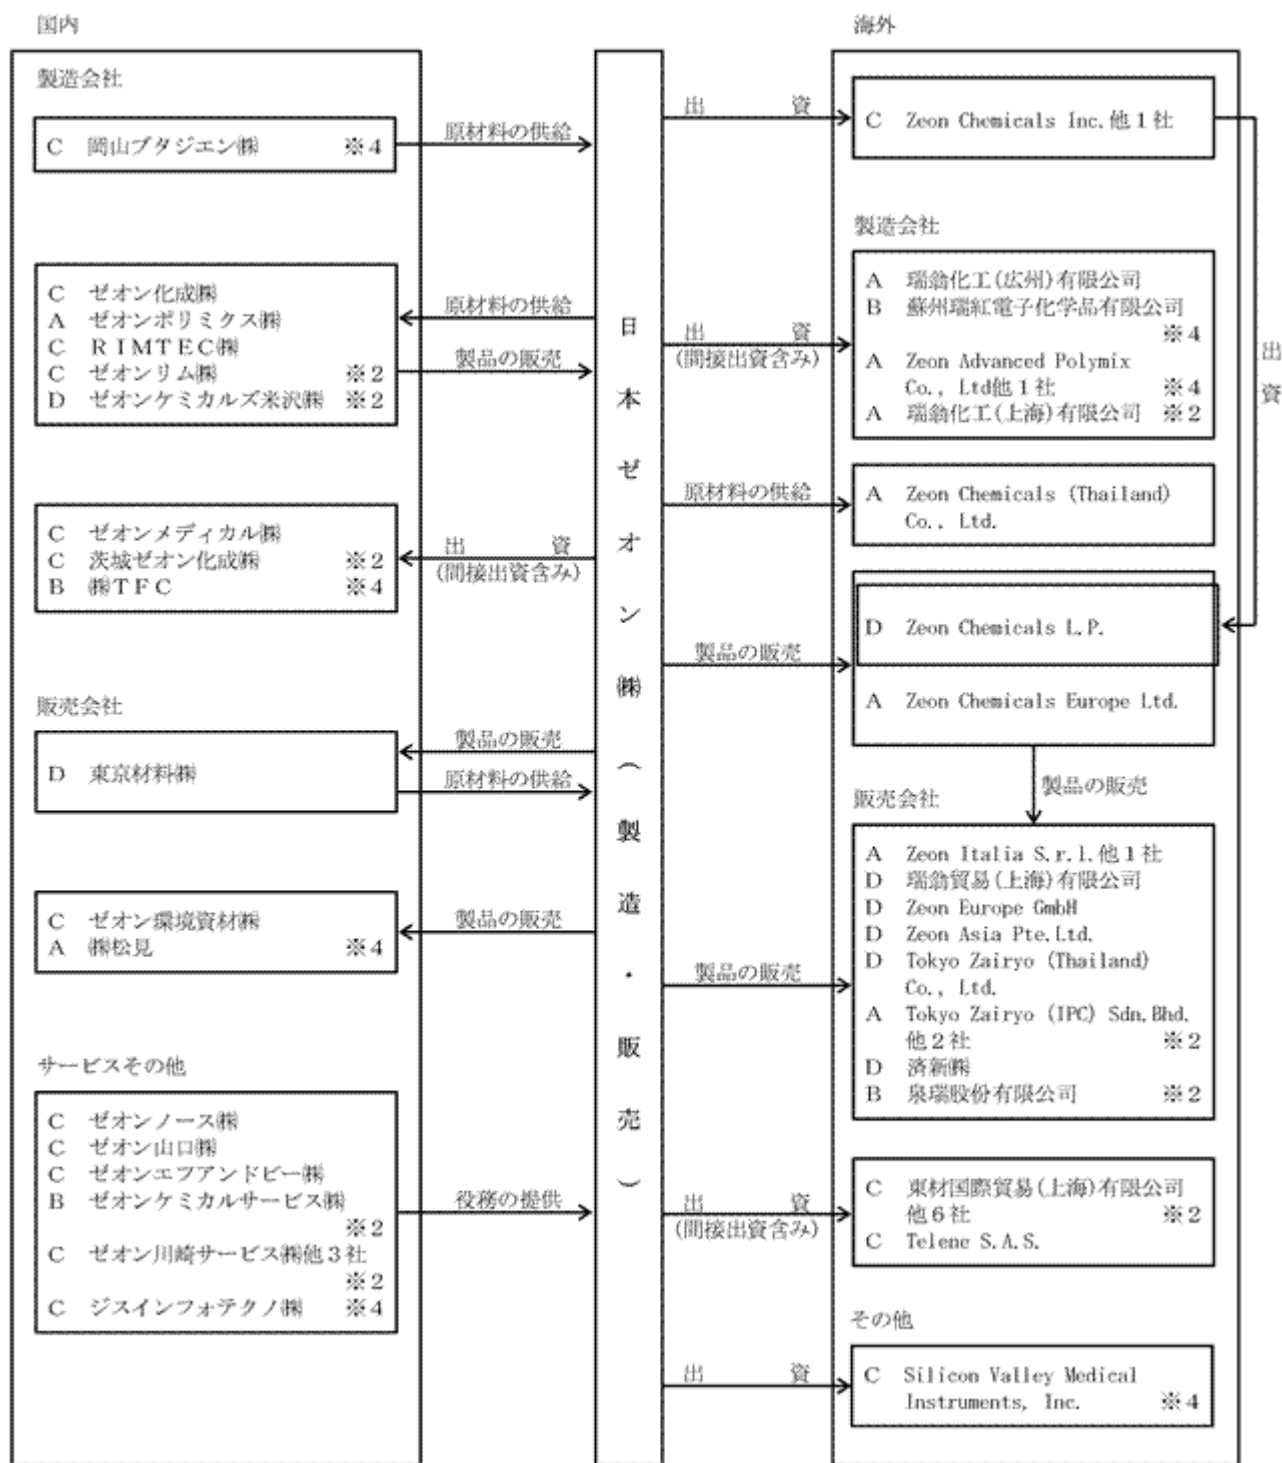 国内
製造会社
C 岡山ブタジエン㈱ ※4
原材料の供給
C ゼオン化成㈱
A ゼオンポリミクス㈱
C ＲＩＭＴＥＣ㈱
C ゼオンリム㈱ ※2
D ゼオンケミカルズ米沢㈱ ※2
原材料の供給
製品の販売
C ゼオンメディカル㈱
C 茨城ゼオン化成㈱ ※2
B ㈱ＴＦＣ ※4
出資
(間接出資含み)
販売会社
D 東京材料㈱
製品の販売
原材料の供給
C ゼオン環境資材㈱
A ㈱松見 ※4
製品の販売
サービスその他
C ゼオンノース㈱
C ゼオン山口㈱
C ゼオンエフアンドビー㈱
B ゼオンケミカルサービス㈱
※2
C ゼオン川崎サービス㈱他３社
※2
C ジスインフォテクノ㈱ ※4
役務の提供
日本ゼオン㈱（製造・販売）
海外
出資
C Zeon Chemicals Inc.他１社
出資
製造会社
A 瑞翁化工(広州)有限公司
B 蘇州瑞紅電子化学品有限公司
※4
A Zeon Advanced Polymix
Co., Ltd他１社 ※4
A 瑞翁化工(上海)有限公司 ※2
出資
(間接出資含み)
原材料の供給
A Zeon Chemicals (Thailand)
Co., Ltd.
D Zeon Chemicals L.P.
製品の販売
A Zeon Chemicals Europe Ltd.
製品の販売
販売会社
A Zeon Italia S.r.l.他１社
D 瑞翁貿易(上海)有限公司
D Zeon Europe GmbH
D Zeon Asia Pte.Ltd.
D Tokyo Zairyo (Thailand)
Co., Ltd.
A Tokyo Zairyo (IPC) Sdn.Bhd.
他２社 ※2
D 済新㈱
B 泉瑞股份有限公司 ※2
製品の販売
C 東材国際貿易(上海)有限公司
他６社 ※2
C Telene S.A.S.
出資
(間接出資含み)
その他
出資
C Silicon Valley Medical
Instruments, Inc. ※4